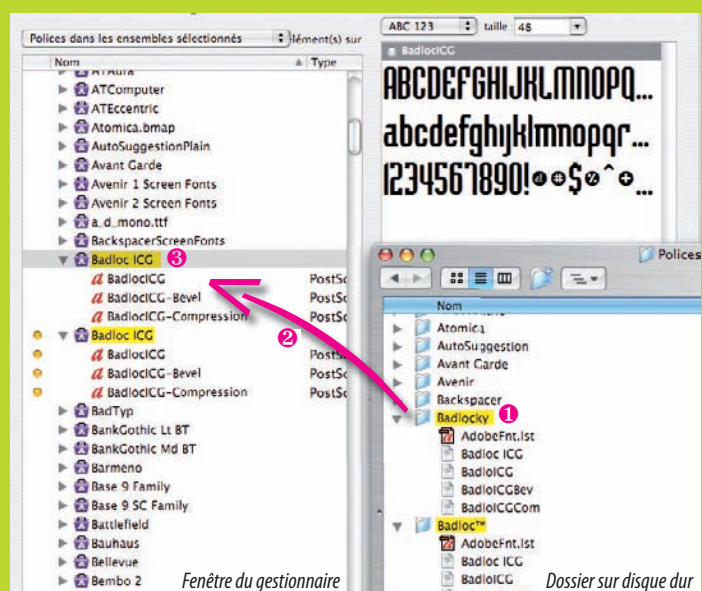 Polices dans les ensembles sélectionnés
lément(s) sur
Nom
Type
ATAura
ATComputer
ATEccentric
Atomica.bmap
AutoSuggestionPlain
Avant Garde
Avenir 1 Screen Fonts
Avenir 2 Screen Fonts
a_d_mono.ttf
BackspacerScreenFonts
Badloc ICG 3
BadlocICG PostSc
BadlocICG-Bevel PostSc
BadlocICG-Compression PostSc
2
Badloc ICG
BadlocICG PostSc
BadlocICG-Bevel PostSc
BadlocICG-Compression PostSc
BadTyp
BankGothic Lt BT
BankGothic Md BT
Barmeno
Base 9 Family
Base 9 SC Family
Battlefield
Bauhaus
Bellevue
Bembo 2
Fenêtre du gestionnaire
ABC 123
taille
48
BadlocICG
ABCDEFGHIJKLMNOPQ...
abcdefghijklmnopqr...
1234567890!@#$%^&...
Polices
Nom
Atomica
AutoSuggestion
Avant Garde
Avenir
Backspacer
Badlocky 1
AdobeFnt.lst
Badloc ICG
BadloICG
BadloICGBev
BadloICGCom
Badloc™
AdobeFnt.lst
Badloc ICG
BadloICG
Dossier sur disque dur